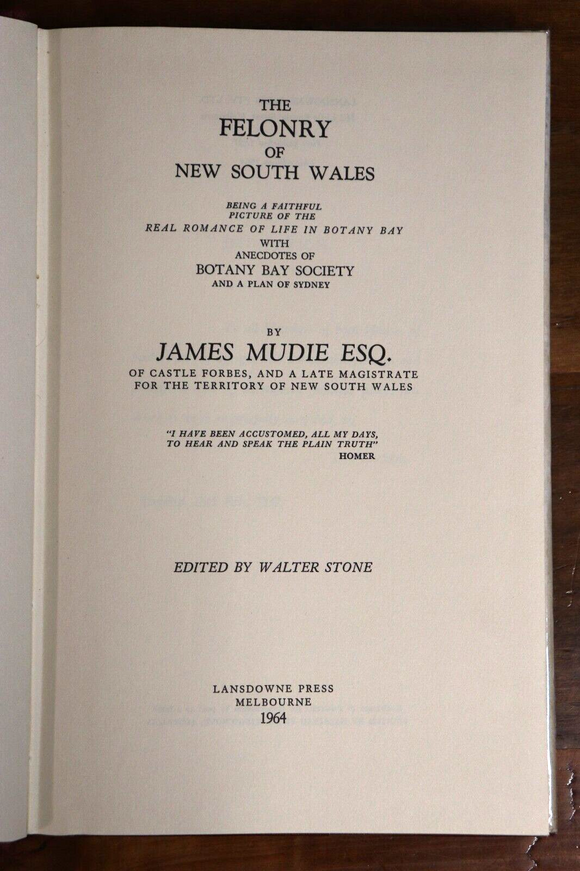 THE
FELONRY
OF
NEW SOUTH WALES
BEING A FAITHFUL
PICTURE OF THE
REAL ROMANCE OF LIFE IN BOTANY BAY
WITH
ANECDOTES OF
BOTANY BAY SOCIETY
AND A PLAN OF SYDNEY
BY
JAMES MUDIE ESQ.
OF CASTLE FORBES, AND A LATE MAGISTRATE
FOR THE TERRITORY OF NEW SOUTH WALES
"I HAVE BEEN ACCUSTOMED, ALL MY DAYS,
TO HEAR AND SPEAK THE PLAIN TRUTH"
HOMER
EDITED BY WALTER STONE
LANSDOWNE PRESS
MELBOURNE
1964